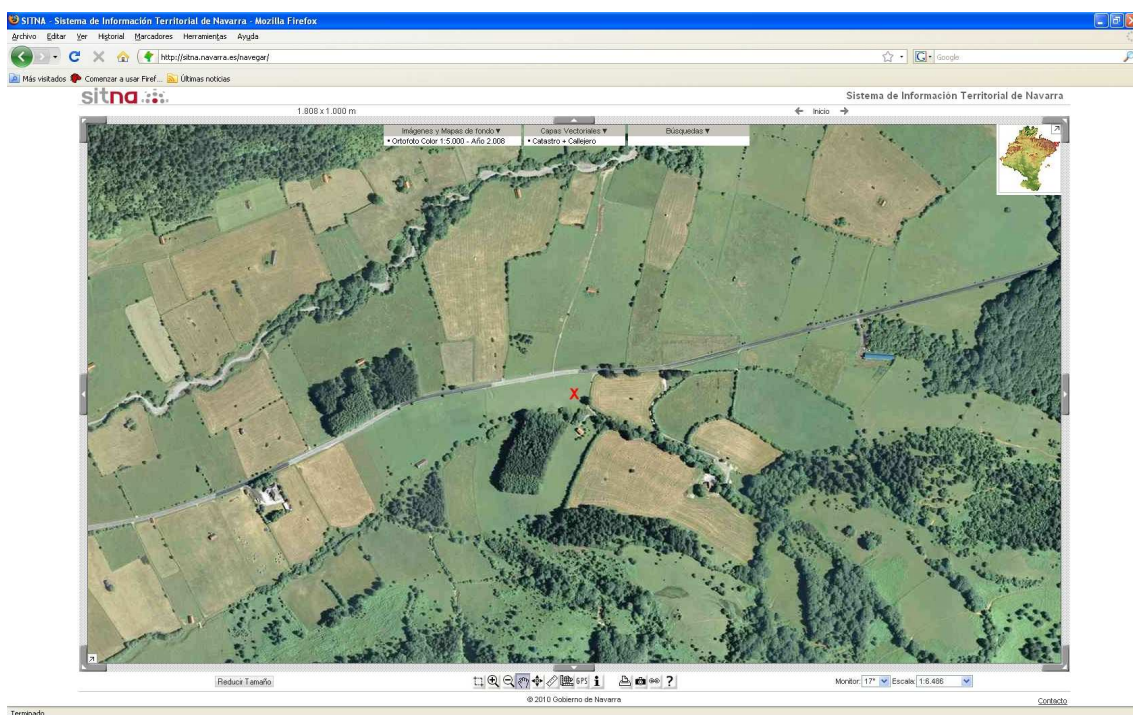 SITNA - Sistema de Información Territorial de Navarra - Mozilla Firefox
Archivo Editar Ver Historial Marcadores Herramientas Ayuda
http://sitna.navarra.es/navegar/
Google
Más visitados Comenzar a usar Firef... Últimas noticias
sitna
Sistema de Información Territorial de Navarra
1.808 x 1.000 m
Inicio
Imágenes y Mapas de fondo Capas Vectoriales Búsquedas
Ortofoto Color 1:5.000 - Año 2.008 Catastro + Callejero
X
Reducir Tamaño
GPS i ?
Monitor: 17" Escala: 1:6.486
© 2010 Gobierno de Navarra
Contacto
Terminado